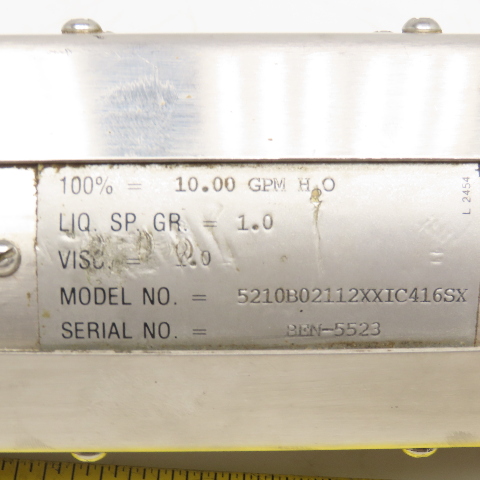 100% = 10.00 GPM H2O
LIQ. SP. GR. = 1.0
VISC. = 1.0
MODEL NO. = 5210B02112XXIC416SX
SERIAL NO. = BEN-5523
L 2454